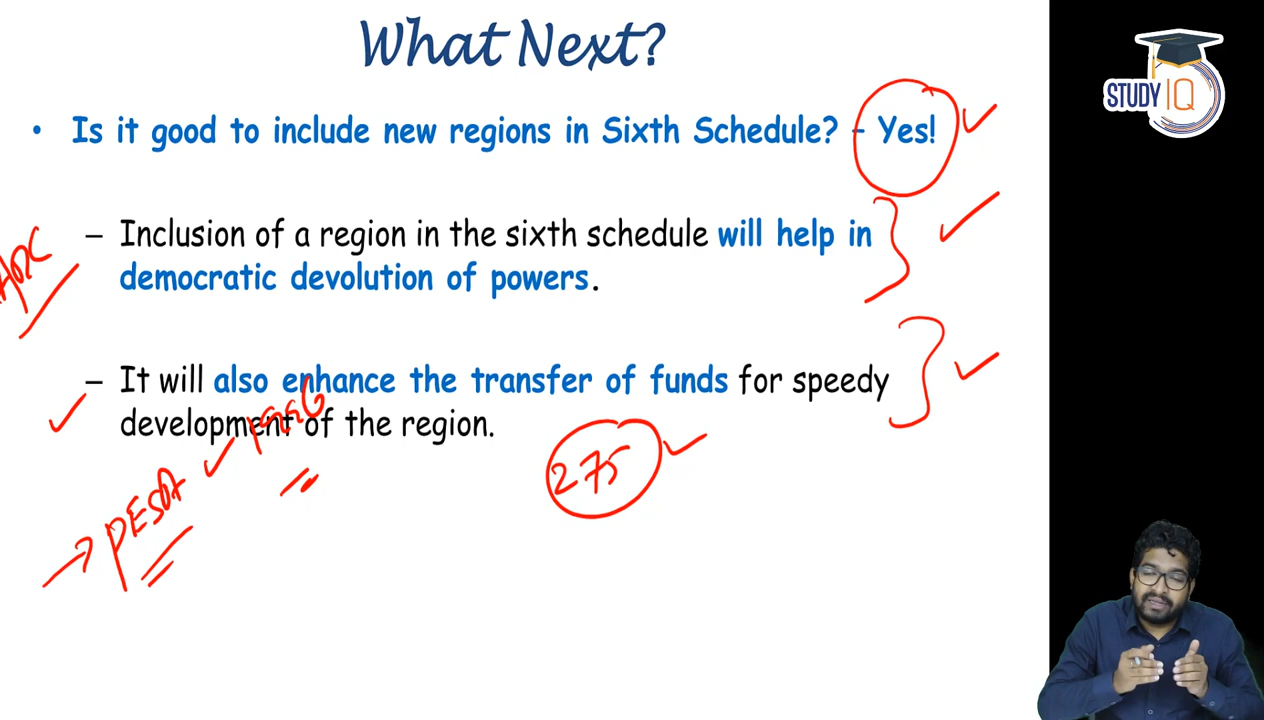 What Next?
STUDY IQ
• Is it good to include new regions in Sixth Schedule? - Yes!
– Inclusion of a region in the sixth schedule will help in
democratic devolution of powers.
ADC
– It will also enhance the transfer of funds for speedy
development of the region.
1996
275
→ PESA